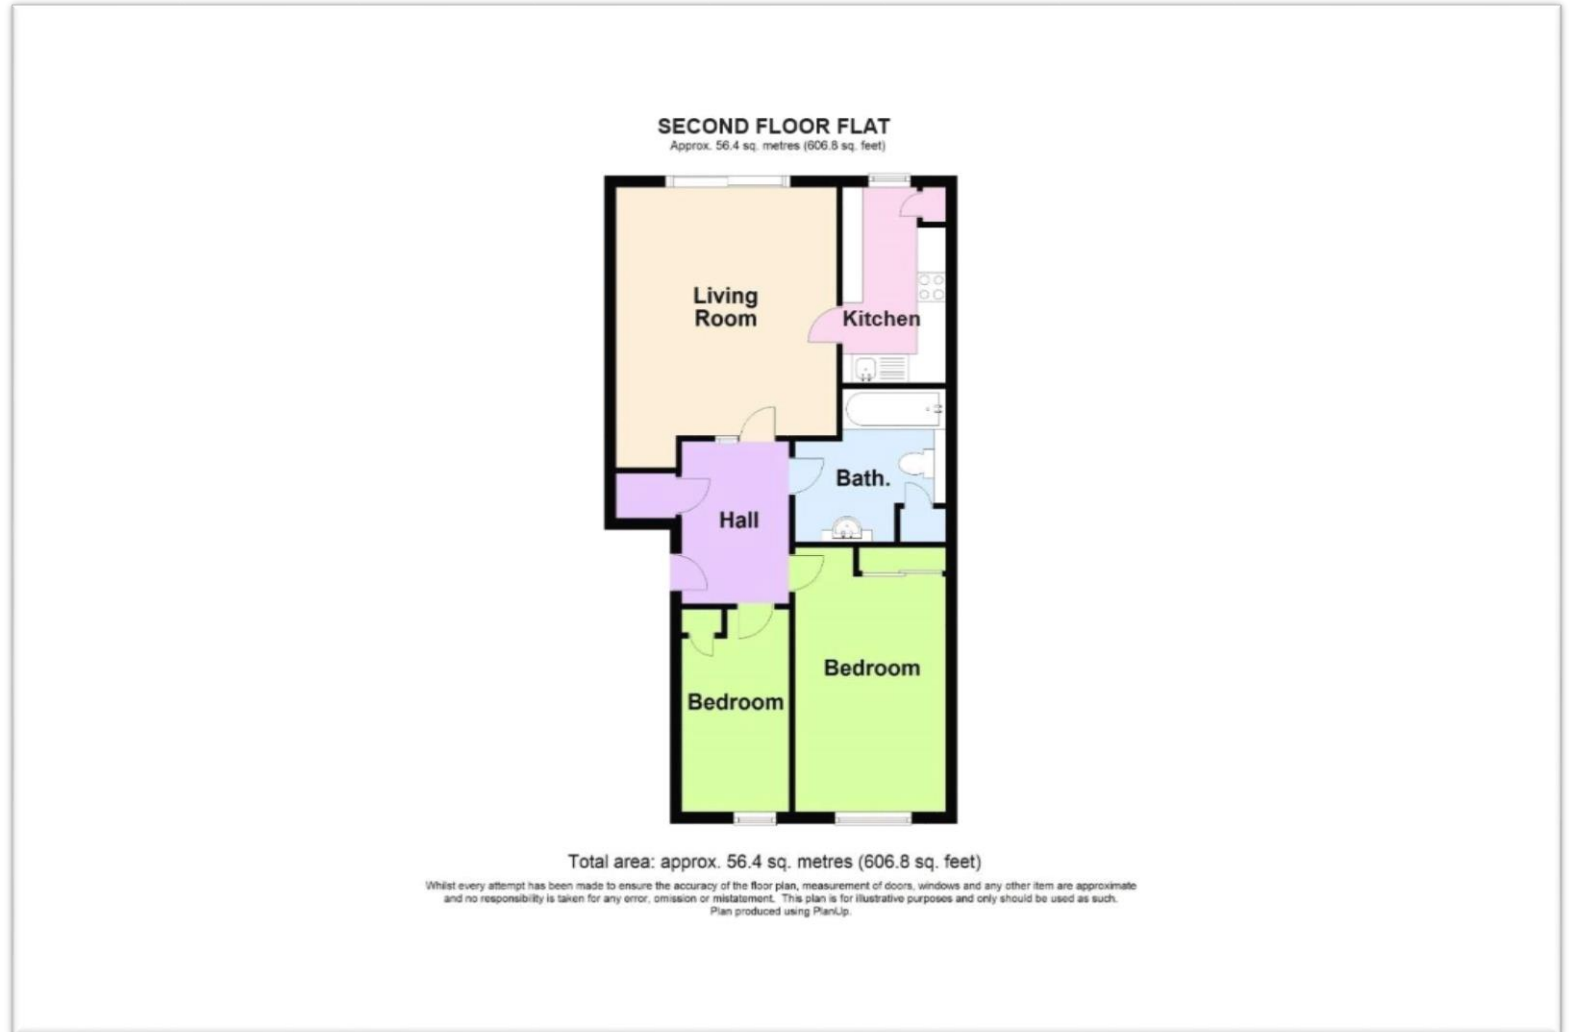 SECOND FLOOR FLAT
Approx. 56.4 sq. metres (606.8 sq. feet)
Living
Room
Kitchen
Bath.
Hall
Bedroom
Bedroom
Total area: approx. 56.4 sq. metres (606.8 sq. feet)
Whilst every attempt has been made to ensure the accuracy of the floor plan, measurement of doors, windows and any other item are approximate
and no responsibility is taken for any error, omission or mistatement. This plan is for illustrative purposes and only should be used as such.
Plan produced using PlanUp.